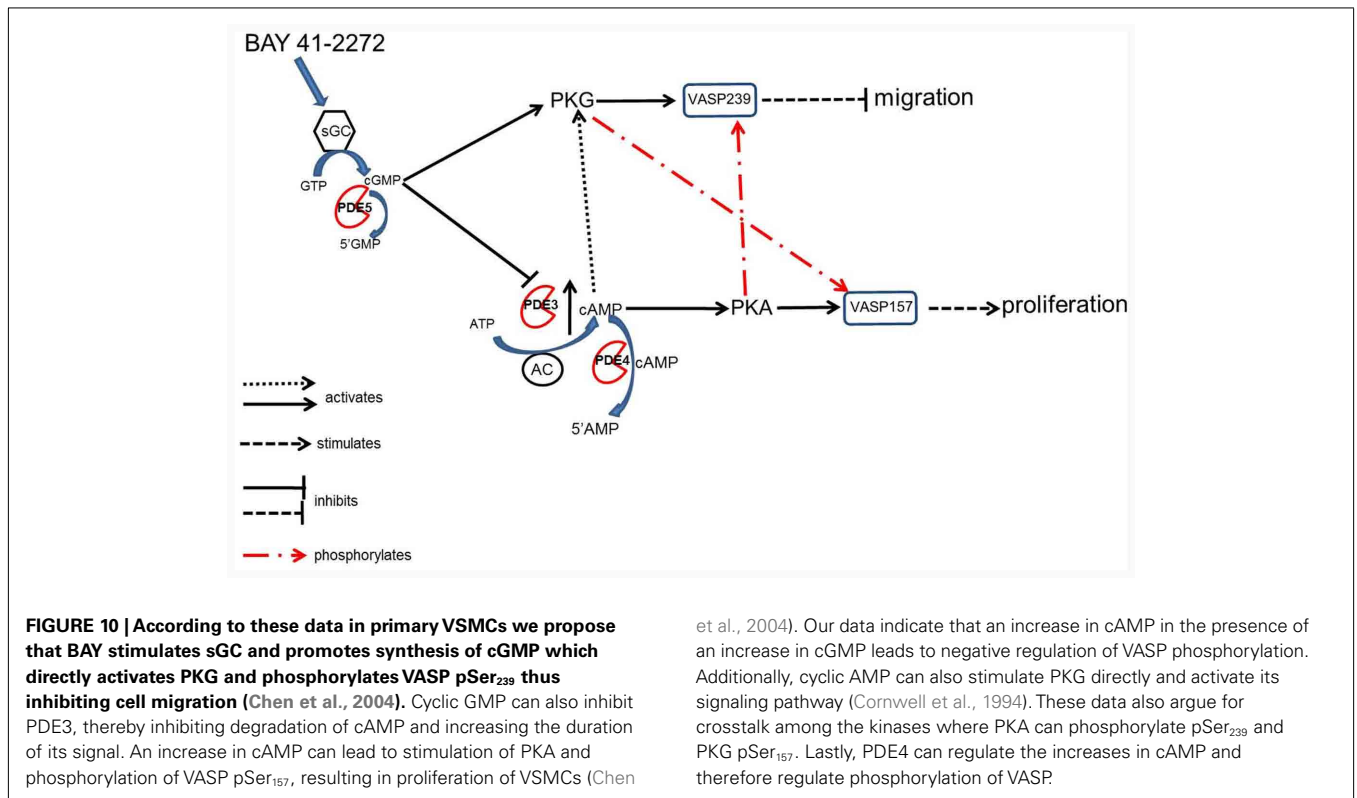 BAY 41-2272
sGC
GTP
cGMP
PDE5
5'GMP
PKG
VASP239
migration
PDE3
cAMP
ATP
AC
PDE4
cAMP
5'AMP
PKA
VASP157
proliferation
activates
stimulates
inhibits
phosphorylates
FIGURE 10 | According to these data in primary VSMCs we propose
that BAY stimulates sGC and promotes synthesis of cGMP which
directly activates PKG and phosphorylates VASP pSer239 thus
inhibiting cell migration (Chen et al., 2004). Cyclic GMP can also inhibit
PDE3, thereby inhibiting degradation of cAMP and increasing the duration
of its signal. An increase in cAMP can lead to stimulation of PKA and
phosphorylation of VASP pSer157, resulting in proliferation of VSMCs (Chen
et al., 2004). Our data indicate that an increase in cAMP in the presence of
an increase in cGMP leads to negative regulation of VASP phosphorylation.
Additionally, cyclic AMP can also stimulate PKG directly and activate its
signaling pathway (Cornwell et al., 1994). These data also argue for
crosstalk among the kinases where PKA can phosphorylate pSer239 and
PKG pSer157. Lastly, PDE4 can regulate the increases in cAMP and
therefore regulate phosphorylation of VASP.